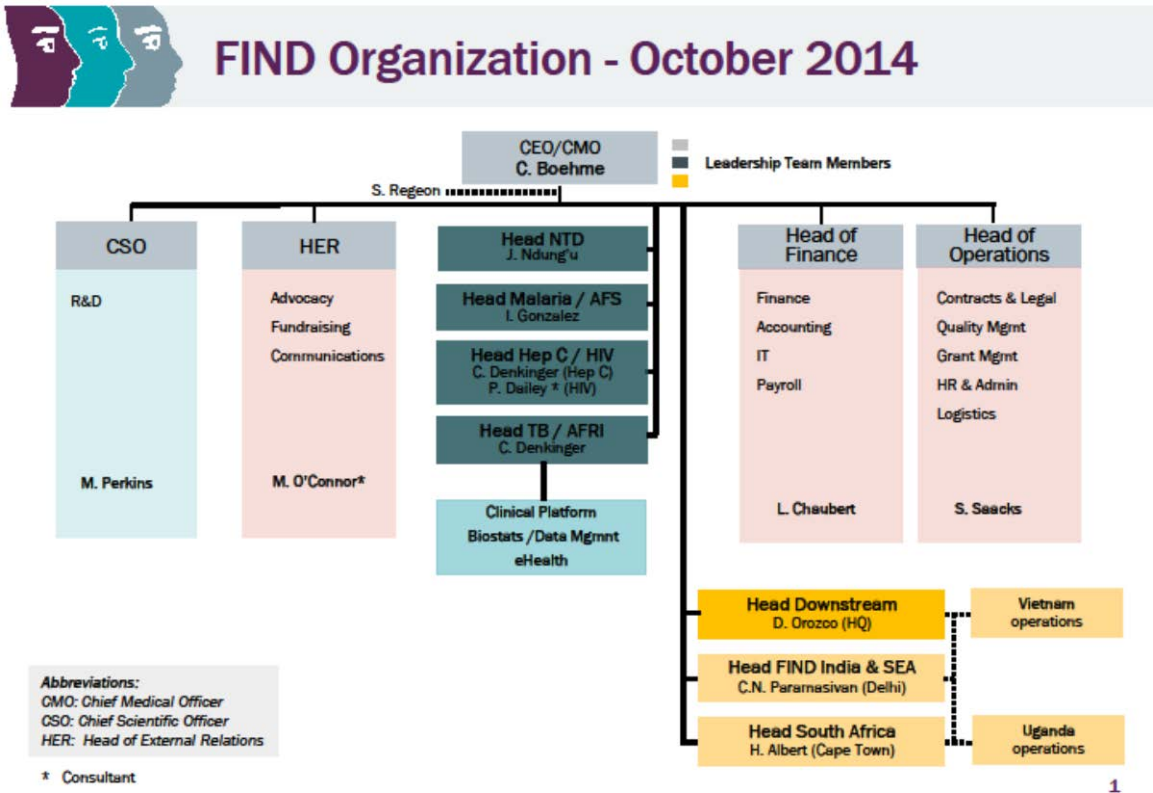 FIND Organization - October 2014
CEO/CMO
C. Boehme
Leadership Team Members
S. Regeon
CSO
R&D
M. Perkins
HER
Advocacy
Fundraising
Communications
M. O'Connor*
Head NTD
J. Ndung'u
Head Malaria / AFS
I. Gonzalez
Head Hep C / HIV
C. Denkinger (Hep C)
P. Dailey * (HIV)
Head TB / AFRI
C. Denkinger
Clinical Platform
Biostats /Data Mgmnt
eHealth
Head of
Finance
Finance
Accounting
IT
Payroll
L. Chaubert
Head of
Operations
Contracts & Legal
Quality Mgmt
Grant Mgmt
HR & Admin
Logistics
S. Saacks
Head Downstream
D. Orozco (HQ)
Vietnam
operations
Head FIND India & SEA
C.N. Paramasivan (Delhi)
Head South Africa
H. Albert (Cape Town)
Uganda
operations
Abbreviations:
CMO: Chief Medical Officer
CSO: Chief Scientific Officer
HER: Head of External Relations
* Consultant
1